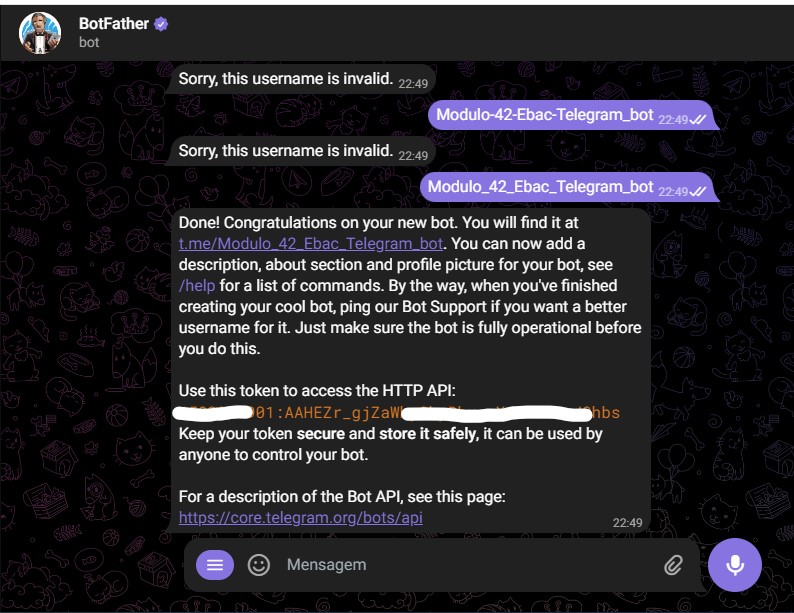 BotFather
bot
Sorry, this username is invalid. 22:49
Modulo-42-Ebac-Telegram_bot 22:49
Sorry, this username is invalid. 22:49
Modulo_42_Ebac_Telegram_bot 22:49
Done! Congratulations on your new bot. You will find it at
t.me/Modulo_42_Ebac_Telegram_bot. You can now add a
description, about section and profile picture for your bot, see
/help for a list of commands. By the way, when you've finished
creating your cool bot, ping our Bot Support if you want a better
username for it. Just make sure the bot is fully operational before
you do this.
Use this token to access the HTTP API:
Keep your token secure and store it safely, it can be used by
anyone to control your bot.
For a description of the Bot API, see this page:
https://core.telegram.org/bots/api
22:49
Mensagem